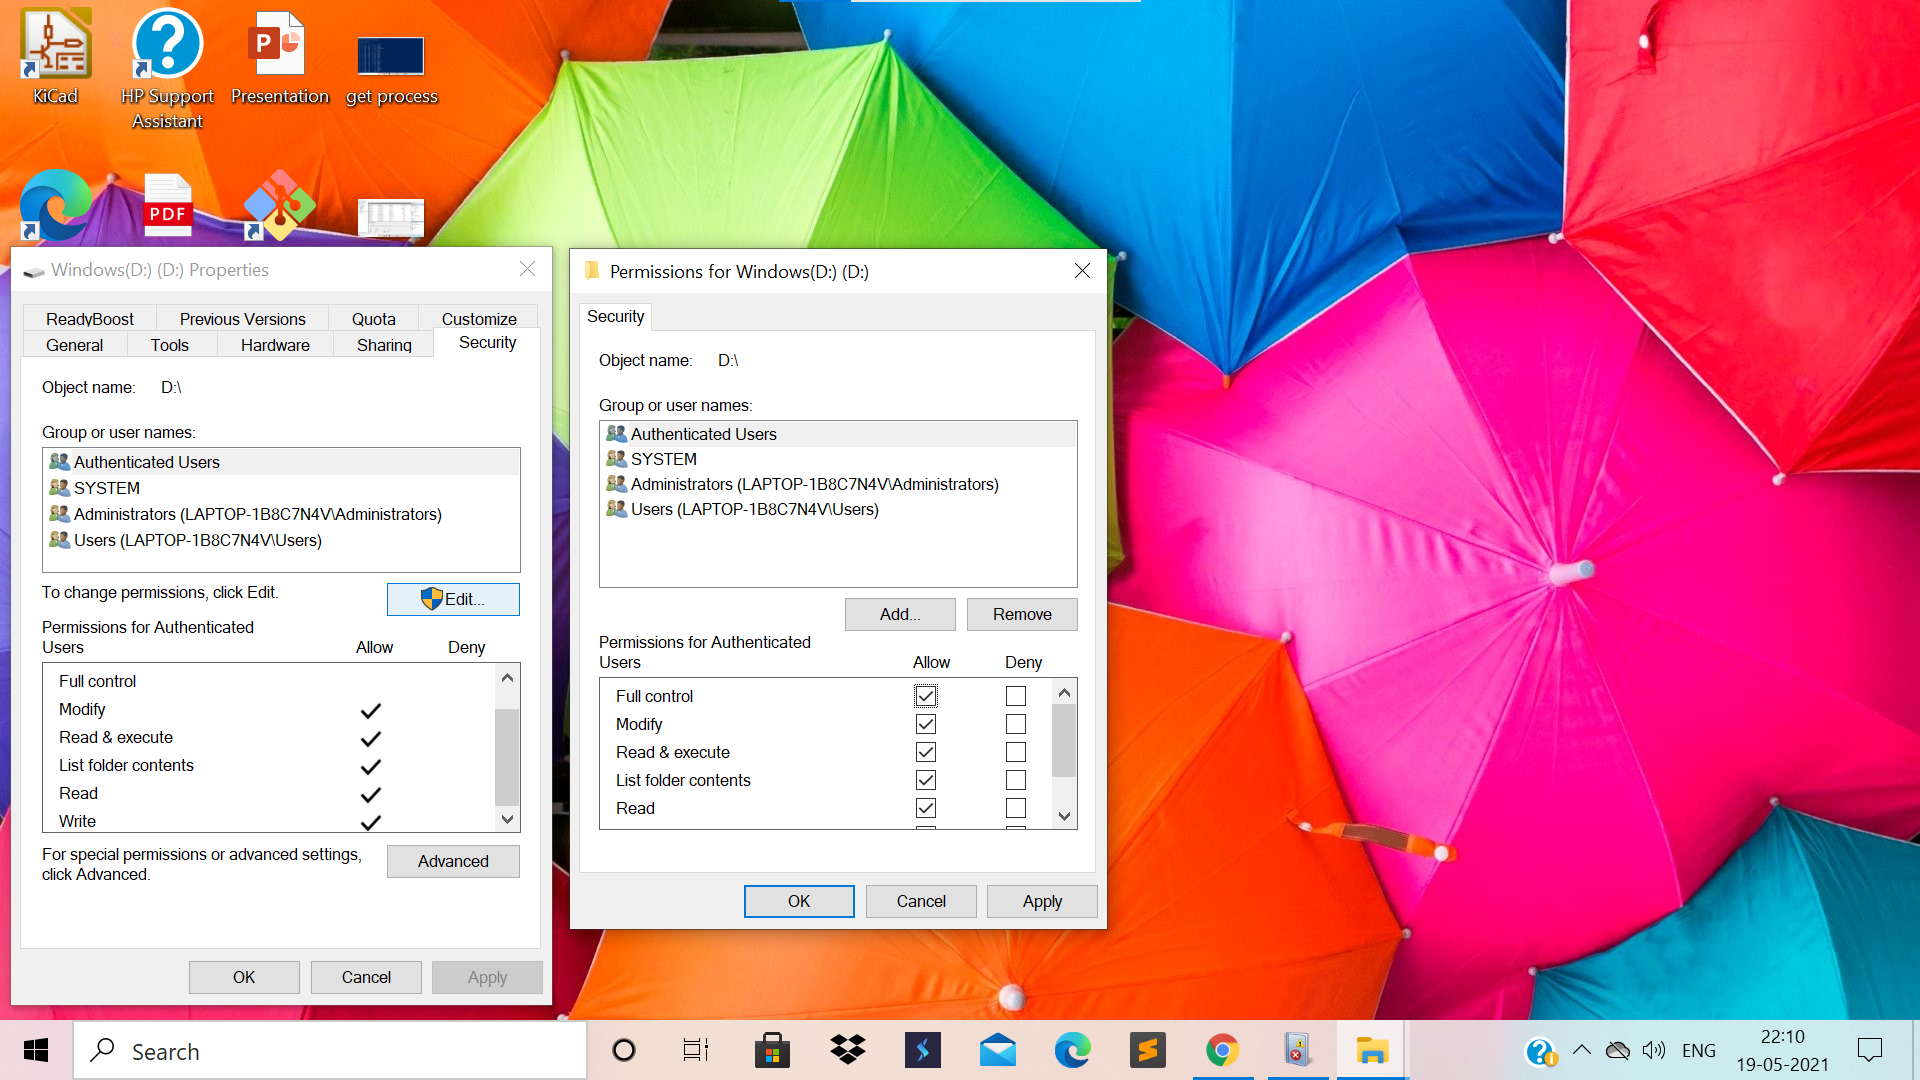 KiCad
HP Support
Assistant
Presentation
get process
PDF
Windows(D:) (D:) Properties
ReadyBoost
Previous Versions
Quota
Customize
General
Tools
Hardware
Sharing
Security
Object name:
D:\
Group or user names:
Authenticated Users
SYSTEM
Administrators (LAPTOP-1B8C7N4V\Administrators)
Users (LAPTOP-1B8C7N4V\Users)
To change permissions, click Edit.
Edit...
Permissions for Authenticated
Users
Allow
Deny
Full control
Modify
Read & execute
List folder contents
Read
Write
For special permissions or advanced settings,
click Advanced.
Advanced
OK
Cancel
Apply
Permissions for Windows(D:) (D:)
Security
Object name:
D:\
Group or user names:
Authenticated Users
SYSTEM
Administrators (LAPTOP-1B8C7N4V\Administrators)
Users (LAPTOP-1B8C7N4V\Users)
Add...
Remove
Permissions for Authenticated
Users
Allow
Deny
Full control
Modify
Read & execute
List folder contents
Read
OK
Cancel
Apply
Search
ENG
22:10
19-05-2021